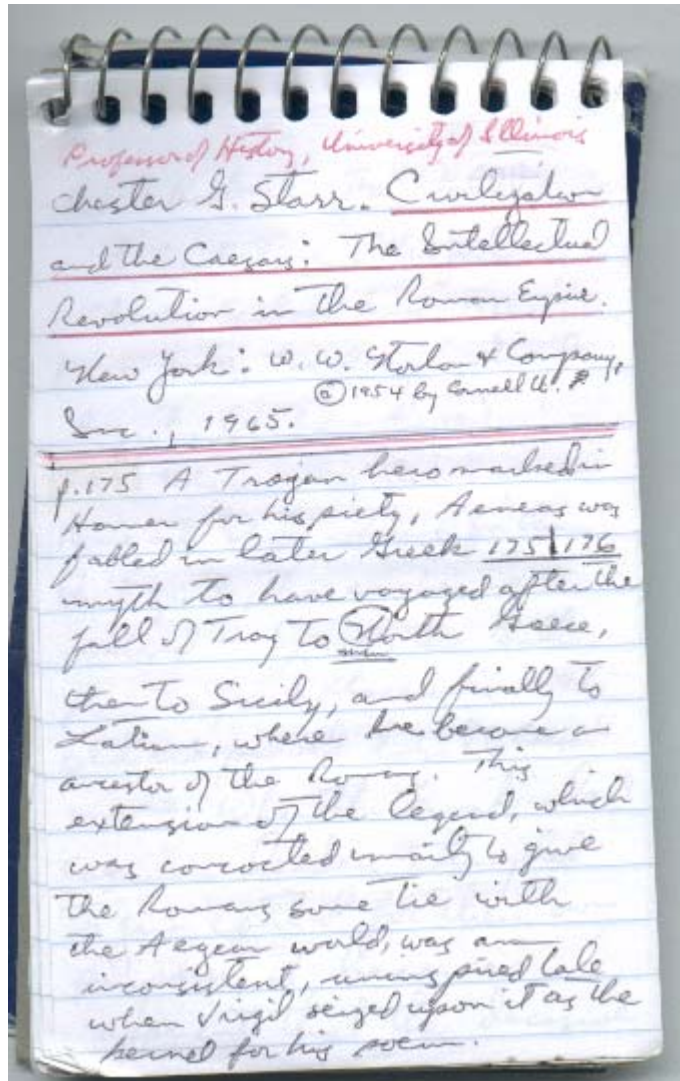 Professor of History, University of Illinois
Chester G. Starr. Civilization
and the Caesars: The Intellectual
Revolution in the Roman Empire.
New York: W. W. Norton & Company,
© 1954 by Cornell U.
Inc., 1965.
p.175 A Trojan hero marked in
Homer for his piety, Aeneas was
fabled in later Greek 175|176
myth to have voyaged after the
fall of Troy to North Greece,
then to Sicily, and finally to
Latium, where he became an
ancestor of the Romans. This
extension of the legend, which
was concocted mainly to give
the Romans some tie with
the Aegean world, was an
inconsistent, uninspired tale
when Virgil seized upon it as the
kernel for his poem.